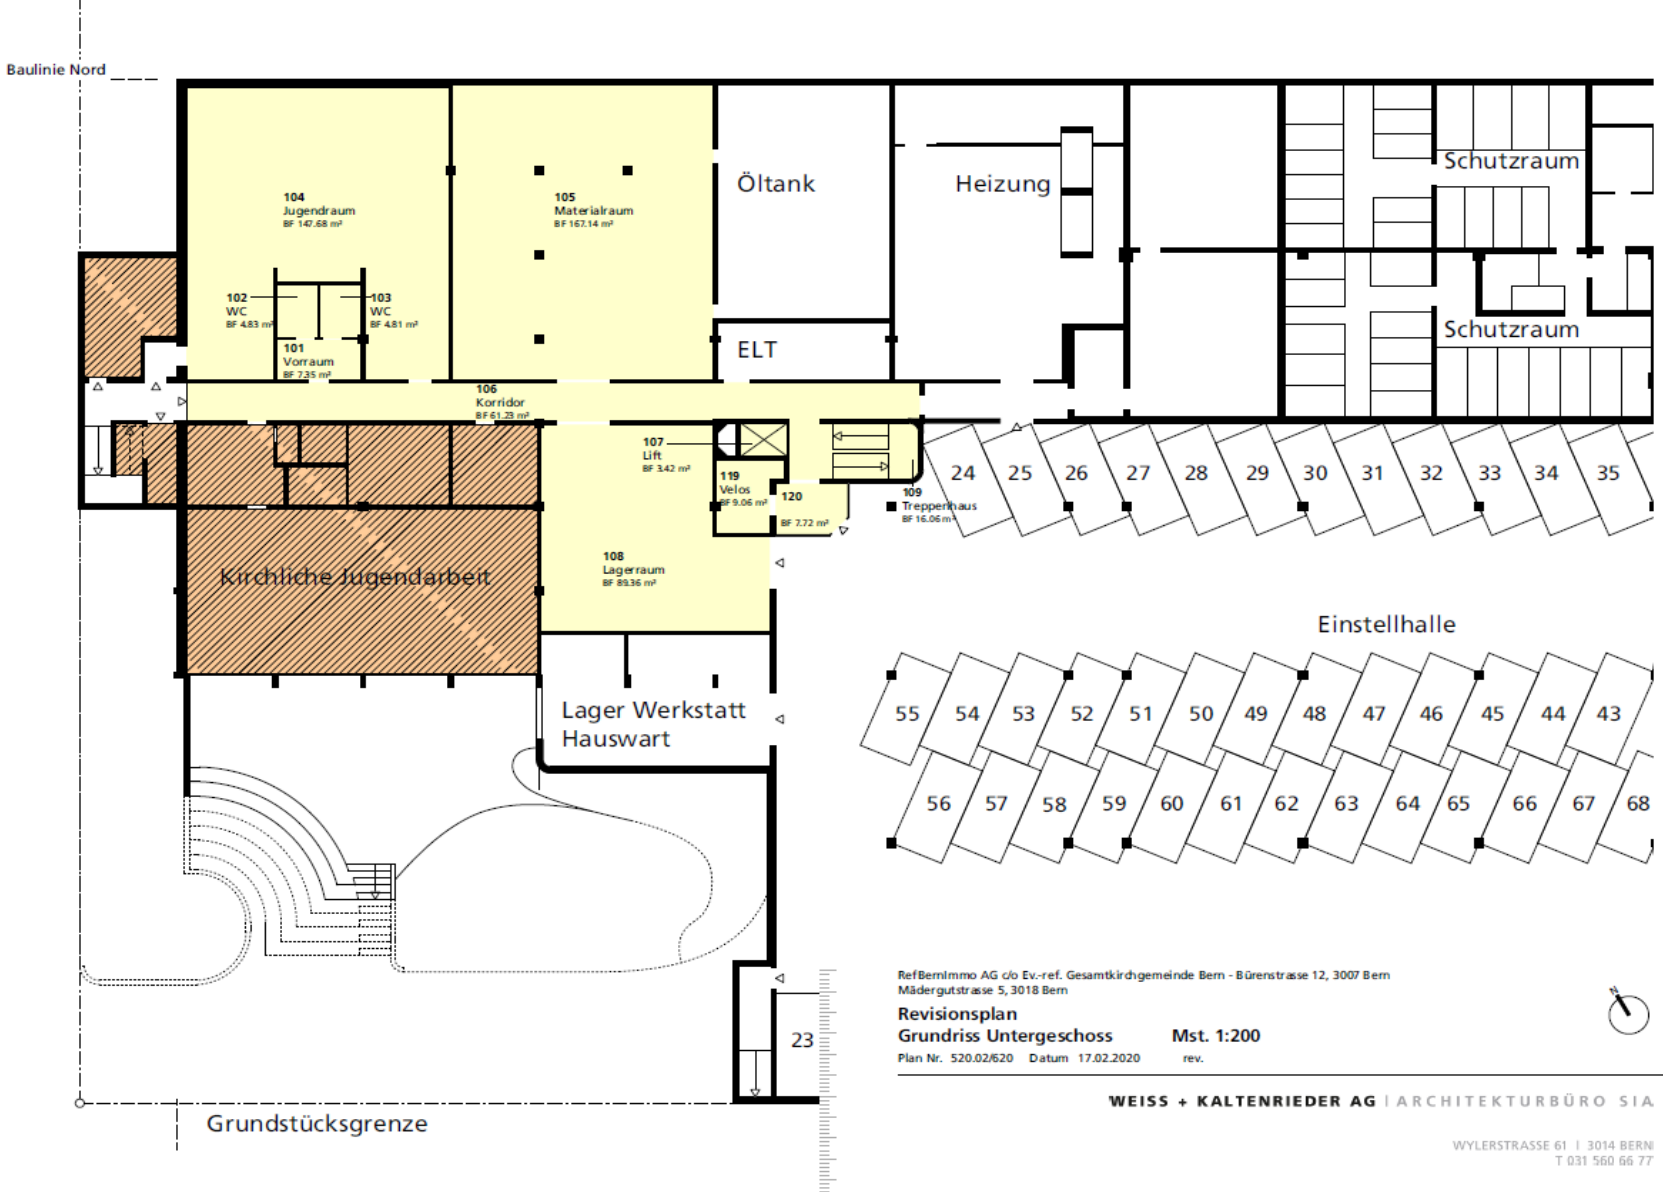 Baulinie Nord
104
Jugendraum
BF 147.68 m²
105
Materialraum
BF 167.14 m²
Öltank
Heizung
Schutzraum
102
WC
BF 4.83 m²
103
WC
BF 4.81 m²
101
Vorraum
BF 7.35 m²
ELT
Schutzraum
106
Korridor
BF 61.23 m²
107
Lift
BF 3.42 m²
119
Velos
BF 9.06 m²
120
BF 7.72 m²
109
Treppenhaus
BF 16.06 m²
24 25 26 27 28 29 30 31 32 33 34 35
108
Lagerraum
BF 89.36 m²
Kirchliche Jugendarbeit
Einstellhalle
Lager Werkstatt
Hauswart
55 54 53 52 51 50 49 48 47 46 45 44 43
56 57 58 59 60 61 62 63 64 65 66 67 68
23
RefBernImmo AG c/o Ev.-ref. Gesamtkirchgemeinde Bern - Bürenstrasse 12, 3007 Bern
Mädergutstrasse 5, 3018 Bern
Revisionsplan
Grundriss Untergeschoss Mst. 1:200
Plan Nr. 520.02/620 Datum 17.02.2020 rev.
N
WEISS + KALTENRIEDER AG | ARCHITEKTURBÜRO SIA
WYLERSTRASSE 61 | 3014 BERN
T 031 560 66 77
Grundstücksgrenze